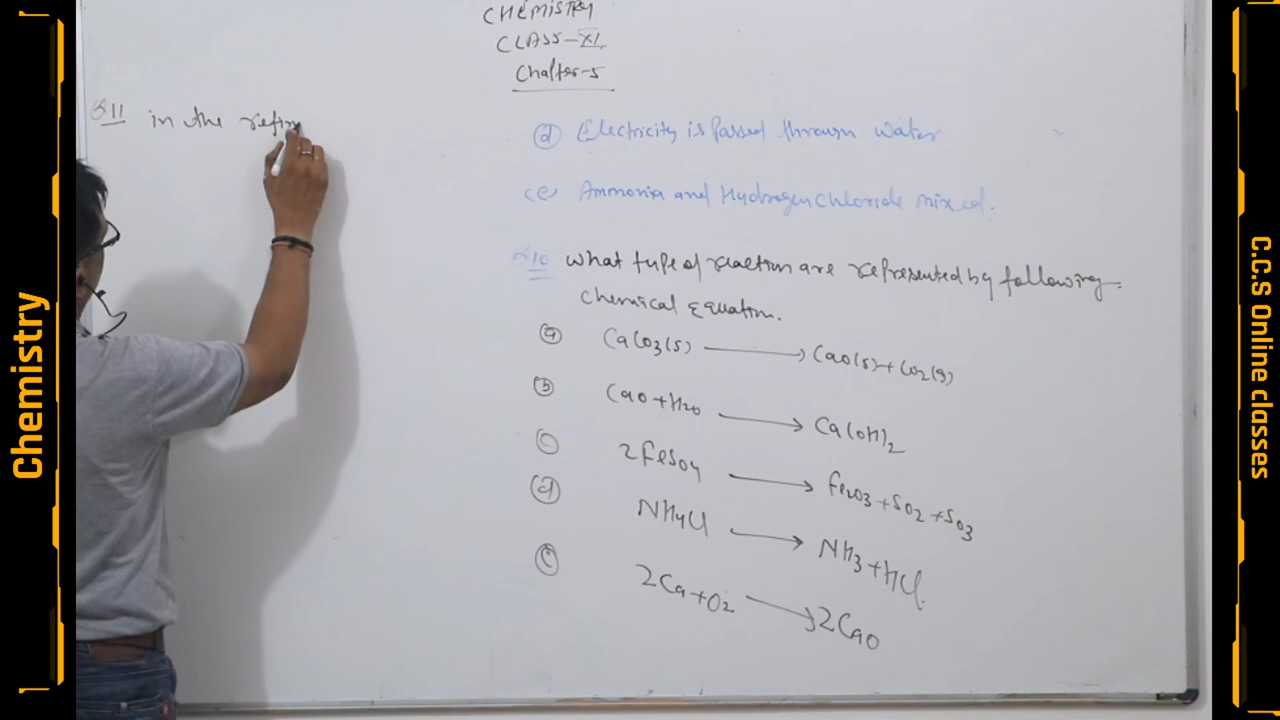 Chemistry
CHEMISTRY
CLASS-XI
Chapter-5
Q11 in the refin
(d) Electricity is passed through water
(e) Ammonia and Hydrogen chloride mixed.
Q10 what type of reaction are represented by following
chemical Equation.
(a) CaCO3(s) → CaO(s)+CO2(g)
(b) CaO+H2O → Ca(OH)2
(c) 2FeSO4 → Fe2O3+SO2+SO3
(d) NH4Cl → NH3+HCl.
(e) 2Ca+O2 → 2CaO
C.C.S Online classes